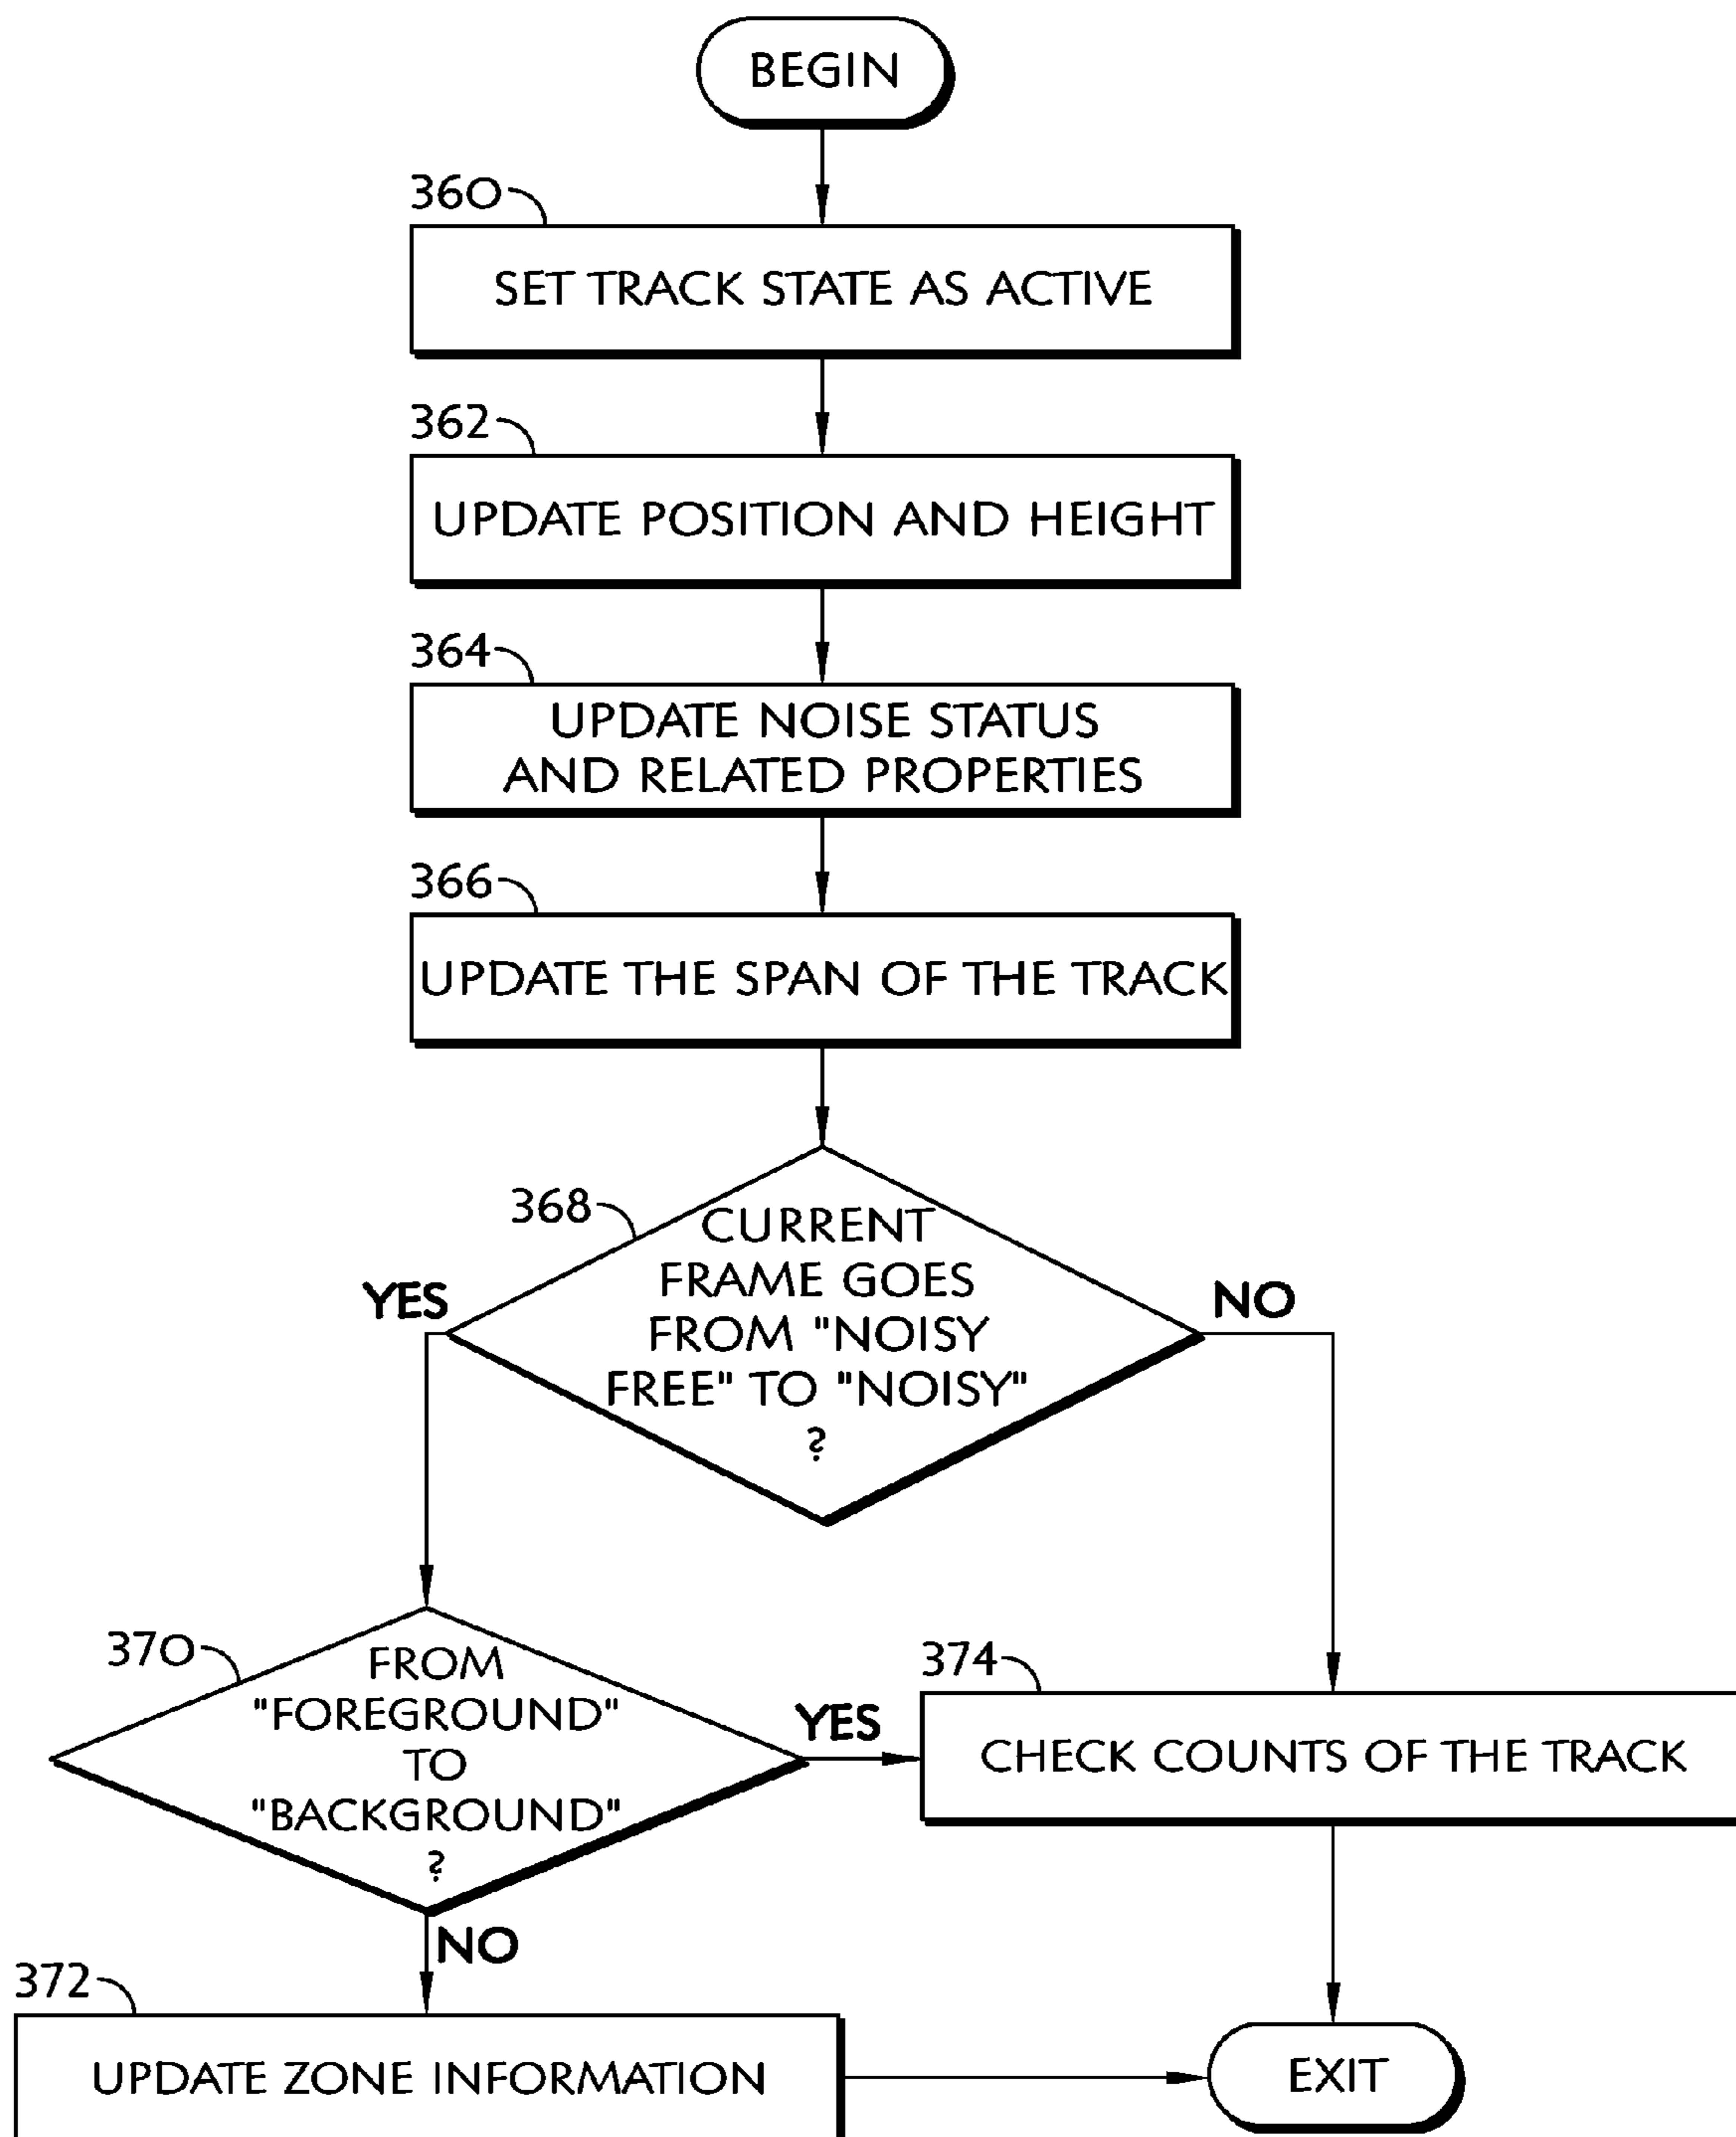 BEGIN
360
SET TRACK STATE AS ACTIVE
362
UPDATE POSITION AND HEIGHT
364
UPDATE NOISE STATUS
AND RELATED PROPERTIES
366
UPDATE THE SPAN OF THE TRACK
368
CURRENT
FRAME GOES
FROM "NOISY
FREE" TO "NOISY"
?
YES
NO
370
FROM
"FOREGROUND"
TO
"BACKGROUND"
?
YES
374
CHECK COUNTS OF THE TRACK
NO
372
UPDATE ZONE INFORMATION
EXIT